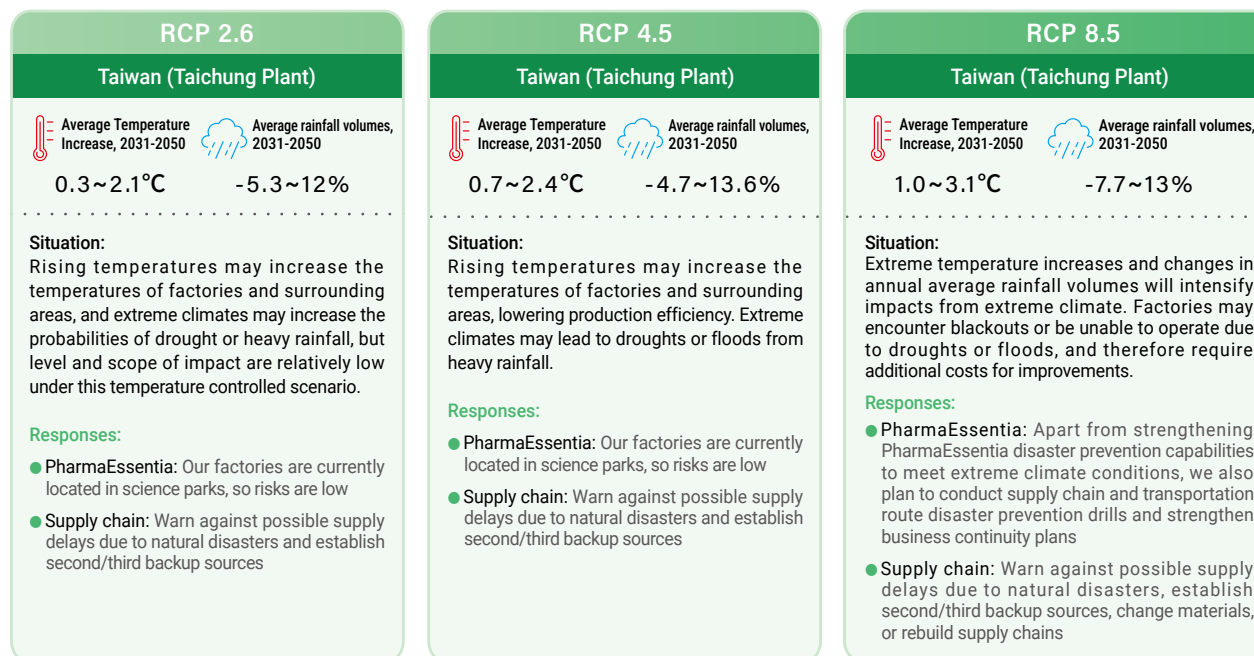 RCP 2.6
Taiwan (Taichung Plant)
Average Temperature
Increase, 2031-2050
Average rainfall volumes,
2031-2050
0.3~2.1℃
-5.3~12%
Situation:
Rising temperatures may increase the
temperatures of factories and surrounding
areas, and extreme climates may increase the
probabilities of drought or heavy rainfall, but
level and scope of impact are relatively low
under this temperature controlled scenario.
Responses:
● PharmaEssentia: Our factories are currently
located in science parks, so risks are low
● Supply chain: Warn against possible supply
delays due to natural disasters and establish
second/third backup sources
RCP 4.5
Taiwan (Taichung Plant)
Average Temperature
Increase, 2031-2050
Average rainfall volumes,
2031-2050
0.7~2.4℃
-4.7~13.6%
Situation:
Rising temperatures may increase the
temperatures of factories and surrounding
areas, lowering production efficiency. Extreme
climates may lead to droughts or floods from
heavy rainfall.
Responses:
● PharmaEssentia: Our factories are currently
located in science parks, so risks are low
● Supply chain: Warn against possible supply
delays due to natural disasters and establish
second/third backup sources
RCP 8.5
Taiwan (Taichung Plant)
Average Temperature
Increase, 2031-2050
Average rainfall volumes,
2031-2050
1.0~3.1℃
-7.7~13%
Situation:
Extreme temperature increases and changes in
annual average rainfall volumes will intensify
impacts from extreme climate. Factories may
encounter blackouts or be unable to operate due
to droughts or floods, and therefore require
additional costs for improvements.
Responses:
● PharmaEssentia: Apart from strengthening
PharmaEssentia disaster prevention capabilities
to meet extreme climate conditions, we also
plan to conduct supply chain and transportation
route disaster prevention drills and strengthen
business continuity plans
● Supply chain: Warn against possible supply
delays due to natural disasters, establish
second/third backup sources, change materials,
or rebuild supply chains